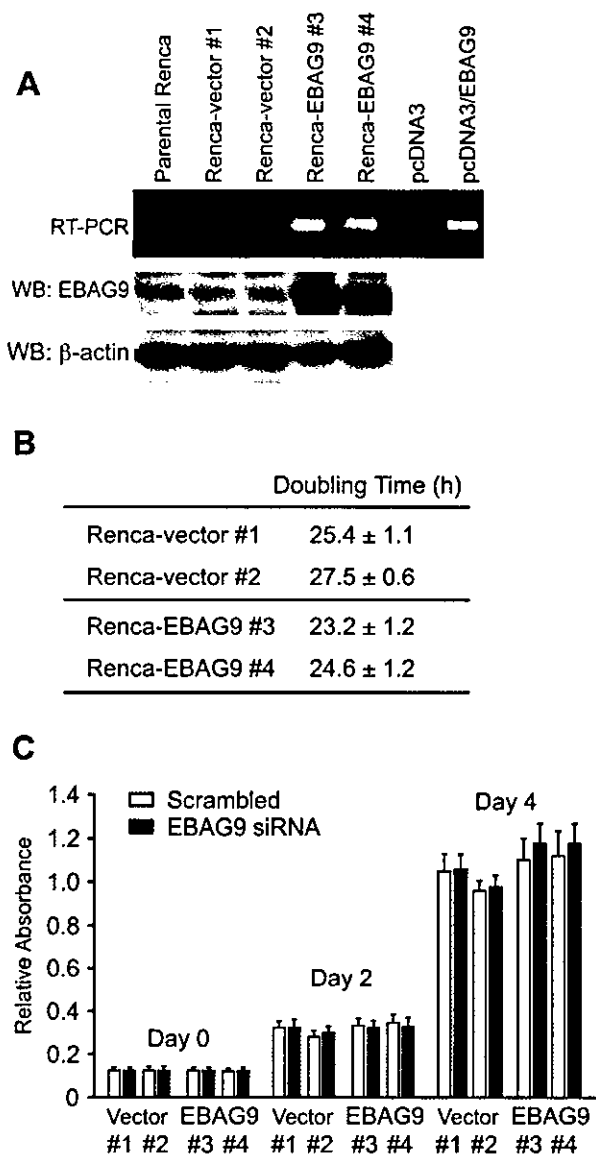 A
Parental Renca
Renca-vector #1
Renca-vector #2
Renca-EBAG9 #3
Renca-EBAG9 #4
pcDNA3
pcDNA3/EBAG9
RT-PCR
WB: EBAG9
WB: β-actin
B
Doubling Time (h)
Renca-vector #1 25.4 ± 1.1
Renca-vector #2 27.5 ± 0.6
Renca-EBAG9 #3 23.2 ± 1.2
Renca-EBAG9 #4 24.6 ± 1.2
C
Relative Absorbance
1.4
1.2
1.0
0.8
0.6
0.4
0.2
0
Scrambled
EBAG9 siRNA
Day 0
Day 2
Day 4
Vector EBAG9 Vector EBAG9 Vector EBAG9
#1 #2 #3 #4 #1 #2 #3 #4 #1 #2 #3 #4